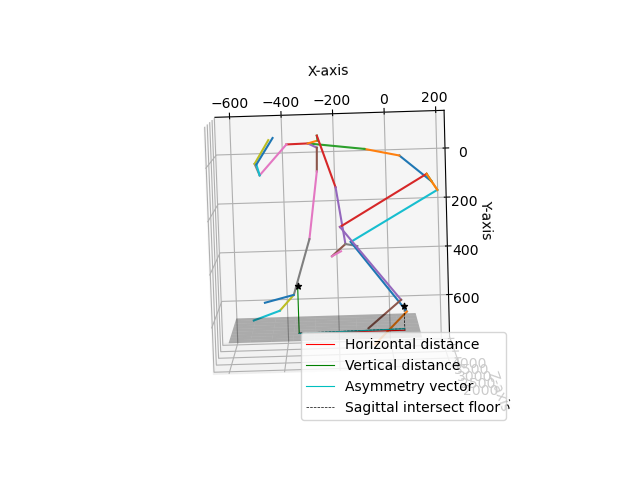 X-axis
−600 −400 −200 0 200
0
200
Y-axis
400
600
Horizontal distance
Vertical distance
Asymmetry vector
Sagittal intersect floor